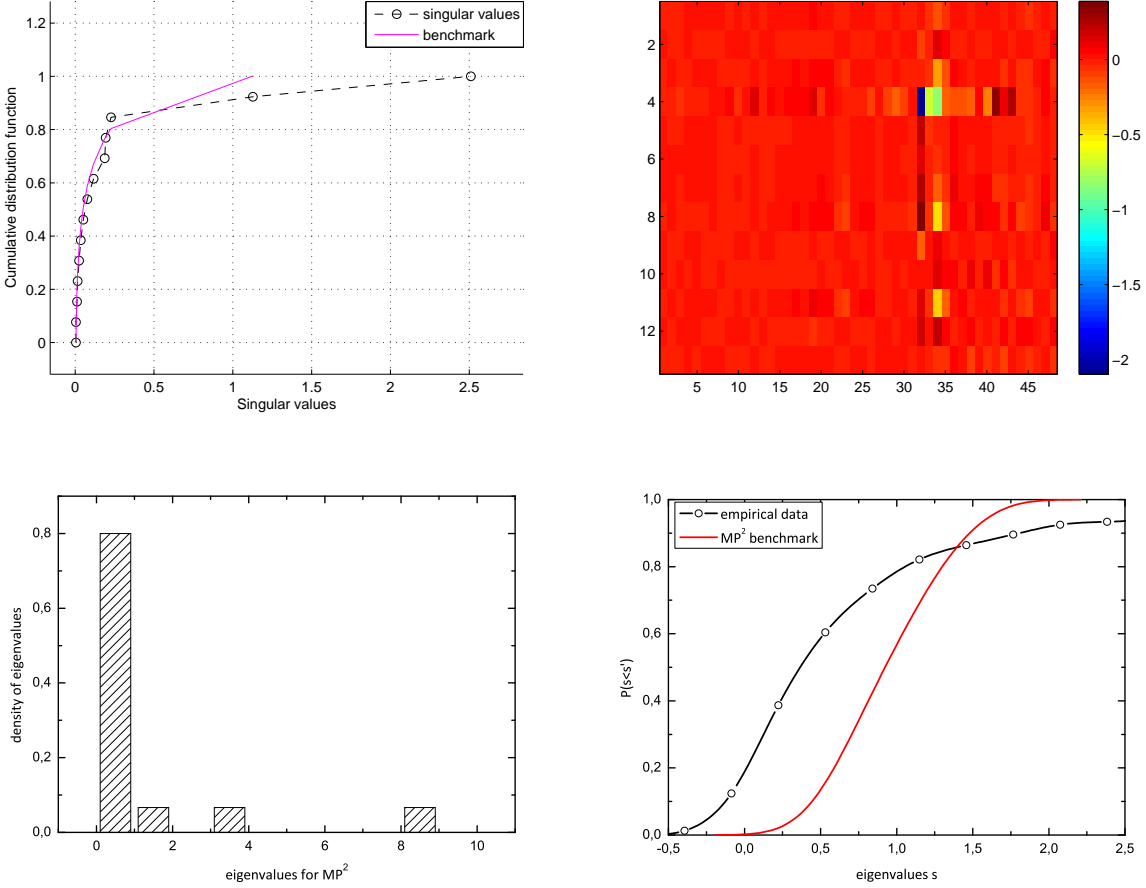 singular values
benchmark
1.2
1
0.8
0.6
0.4
0.2
0
Cumulative distribution function
0 0.5 1 1.5 2 2.5
Singular values
2
4
6
8
10
12
5 10 15 20 25 30 35 40 45
0
−0.5
−1
−1.5
−2
0,8
0,6
0,4
0,2
0,0
density of eigenvalues
0 2 4 6 8 10
eigenvalues for MP²
empirical data
MP² benchmark
1,0
0,8
0,6
0,4
0,2
0,0
P(s<s')
-0,5 0,0 0,5 1,0 1,5 2,0 2,5
eigenvalues s